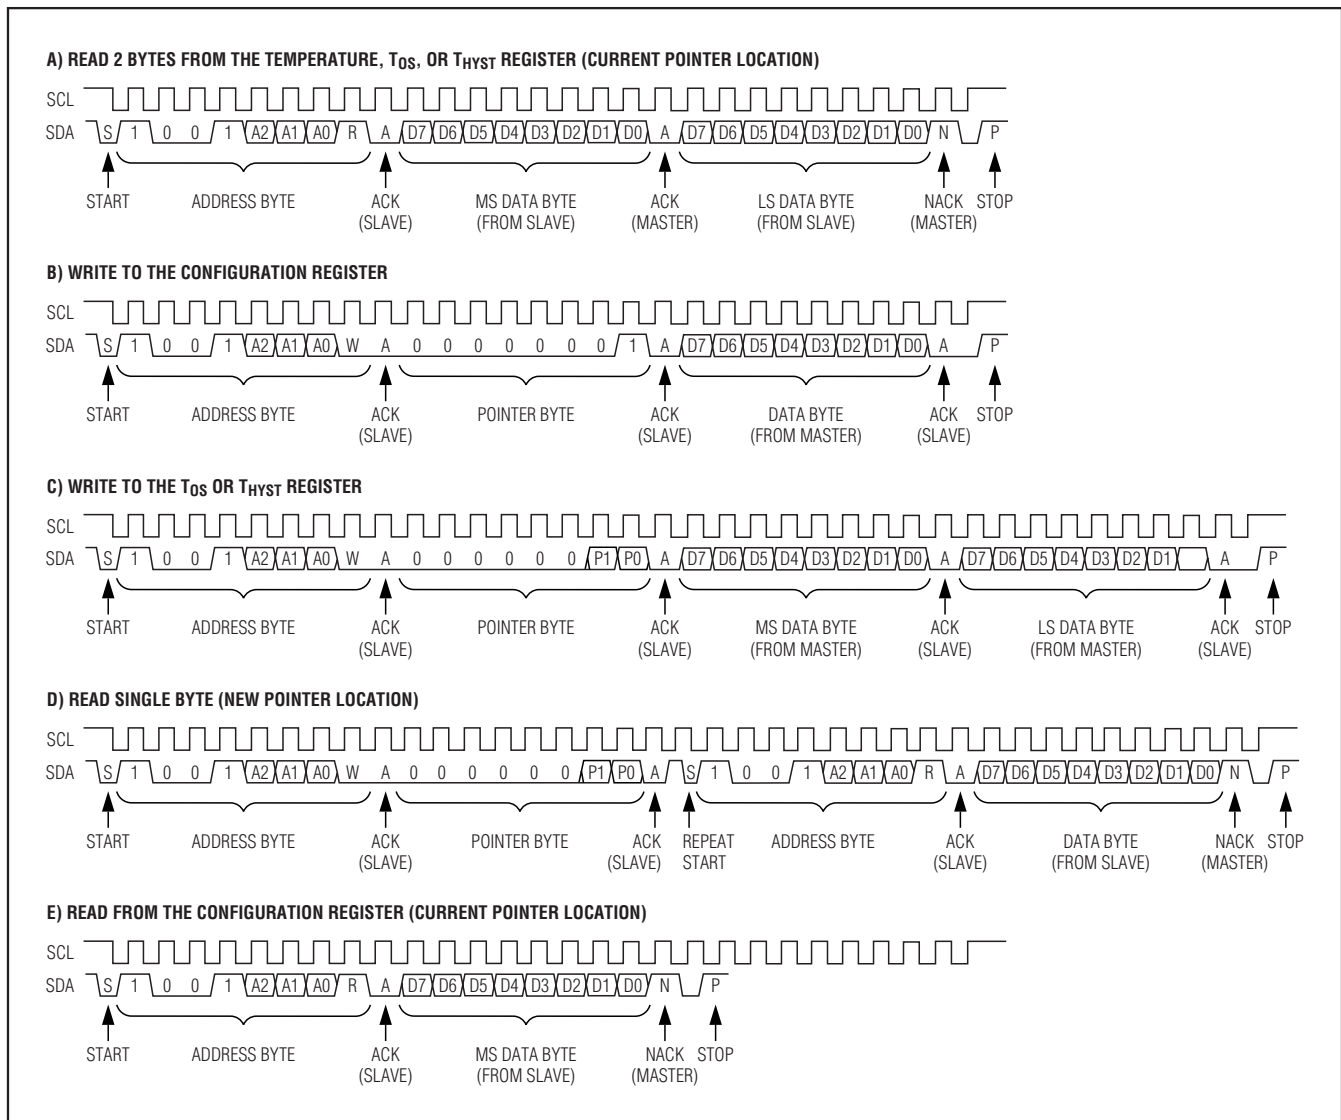 A) READ 2 BYTES FROM THE TEMPERATURE, TOS, OR THYST REGISTER (CURRENT POINTER LOCATION)
SCL
SDA S 1 0 0 1 A2 A1 A0 R A D7 D6 D5 D4 D3 D2 D1 D0 A D7 D6 D5 D4 D3 D2 D1 D0 N P
START ADDRESS BYTE ACK MS DATA BYTE ACK LS DATA BYTE NACK STOP
(SLAVE) (FROM SLAVE) (MASTER) (FROM SLAVE) (MASTER)
B) WRITE TO THE CONFIGURATION REGISTER
SCL
SDA S 1 0 0 1 A2 A1 A0 W A 0 0 0 0 0 0 0 1 A D7 D6 D5 D4 D3 D2 D1 D0 A P
START ADDRESS BYTE ACK POINTER BYTE ACK DATA BYTE ACK STOP
(SLAVE) (SLAVE) (FROM MASTER) (SLAVE)
C) WRITE TO THE TOS OR THYST REGISTER
SCL
SDA S 1 0 0 1 A2 A1 A0 W A 0 0 0 0 0 0 P1 P0 A D7 D6 D5 D4 D3 D2 D1 D0 A D7 D6 D5 D4 D3 D2 D1 A P
START ADDRESS BYTE ACK POINTER BYTE ACK MS DATA BYTE ACK LS DATA BYTE ACK STOP
(SLAVE) (SLAVE) (FROM MASTER) (SLAVE) (FROM MASTER) (SLAVE)
D) READ SINGLE BYTE (NEW POINTER LOCATION)
SCL
SDA S 1 0 0 1 A2 A1 A0 W A 0 0 0 0 0 0 P1 P0 A S 1 0 0 1 A2 A1 A0 R A D7 D6 D5 D4 D3 D2 D1 D0 N P
START ADDRESS BYTE ACK POINTER BYTE ACK REPEAT ADDRESS BYTE ACK DATA BYTE NACK STOP
(SLAVE) (SLAVE) START (SLAVE) (FROM SLAVE) (MASTER)
E) READ FROM THE CONFIGURATION REGISTER (CURRENT POINTER LOCATION)
SCL
SDA S 1 0 0 1 A2 A1 A0 R A D7 D6 D5 D4 D3 D2 D1 D0 N P
START ADDRESS BYTE ACK MS DATA BYTE NACK STOP
(SLAVE) (FROM SLAVE) (MASTER)